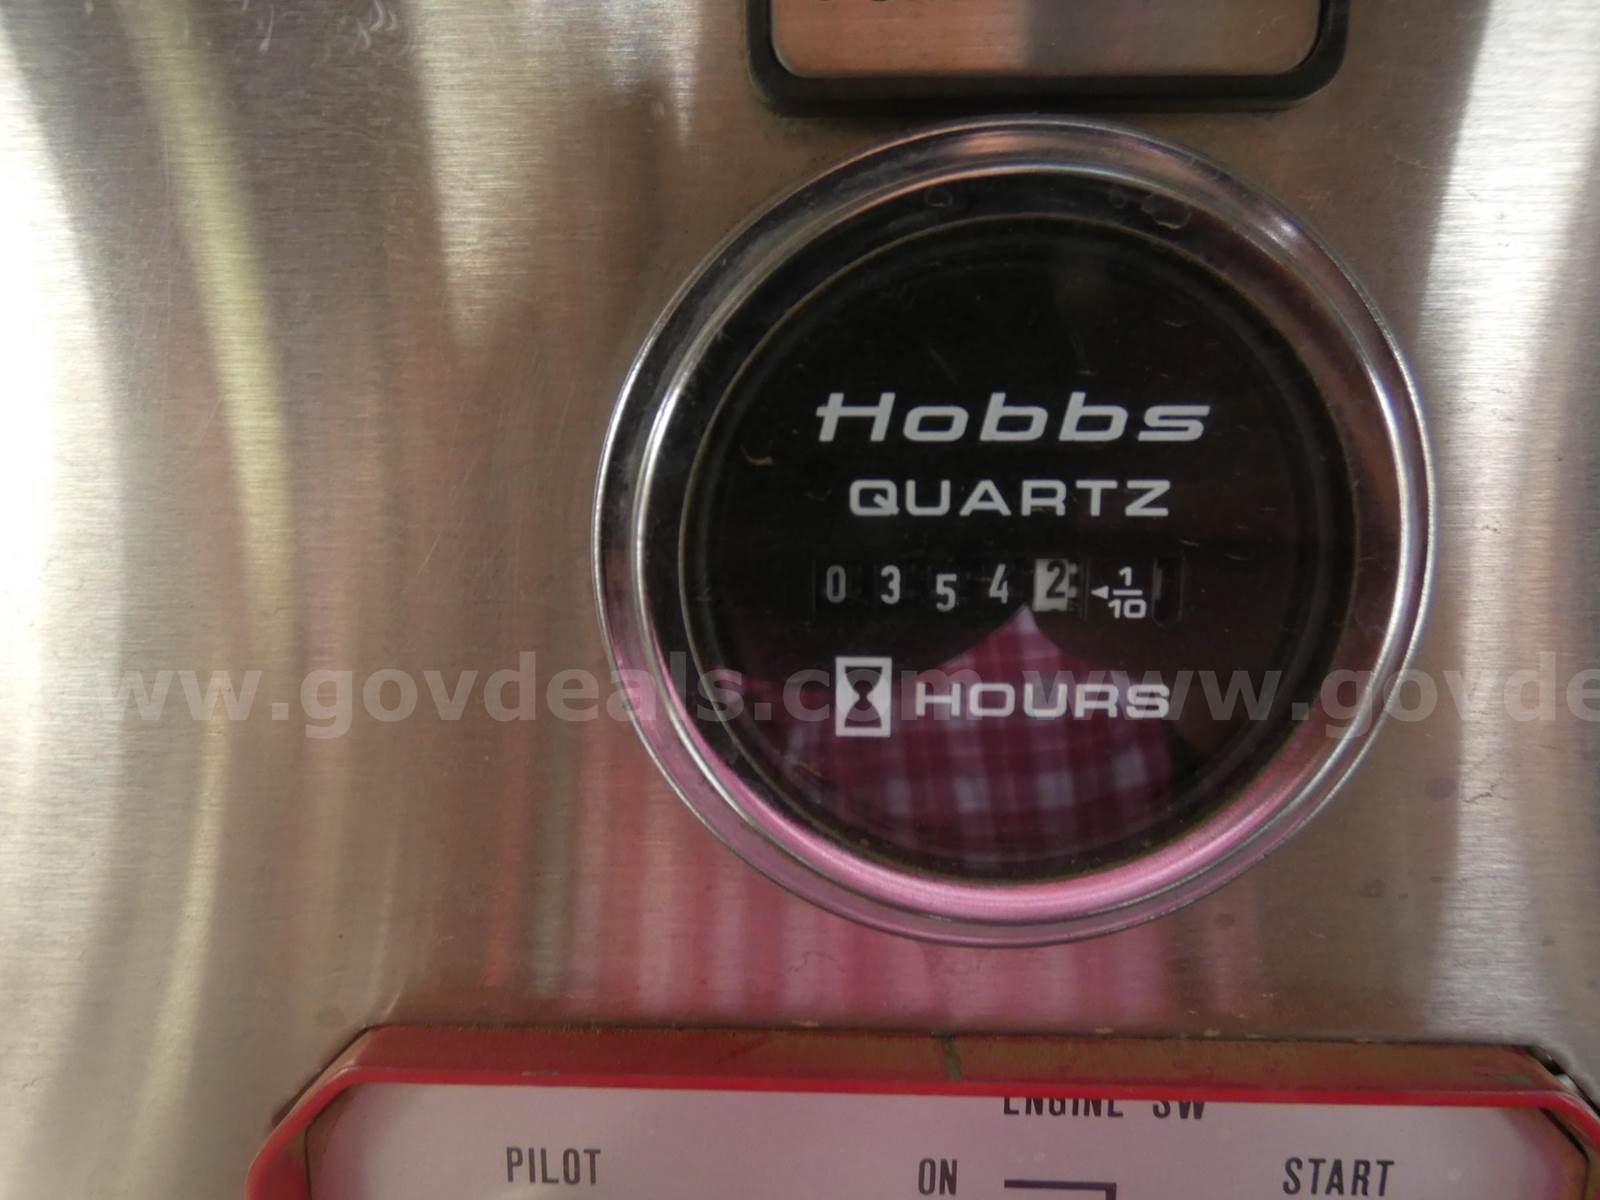 Hobbs
QUARTZ
0 3 5 4 2 ◄ 1/10
HOURS
www.govdeals.com www.govde
ENGINE SW
PILOT ON START